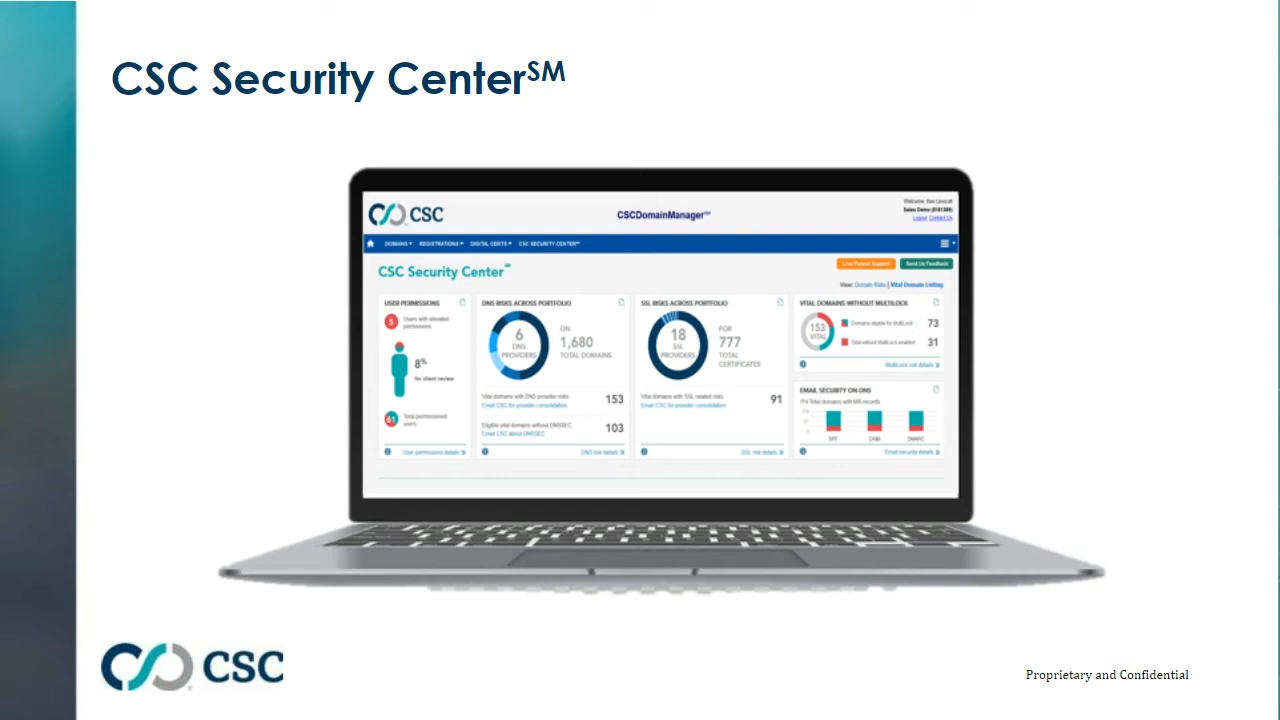 CSC Security CenterSM
CSC
CSCDomainManager℠
Sales Demo
Logout Contact Us
DOMAINS REGISTRATIONS DIGITAL CERTS CSC SECURITY CENTER℠
Live Person Support Send Us Feedback
CSC Security Center℠
View: Domain Risks | Vital Domain Listing
USER PERMISSIONS
Users with elevated permissions
8%
for client review
61
Total permissioned users
User permissions details
DNS RISKS ACROSS PORTFOLIO
6
DNS
PROVIDERS
ON
1,680
TOTAL DOMAINS
Vital domains with DNS provider risks
153
Email CSC for provider consolidation
Eligible vital domains without DNSSEC
103
Email CSC about DNSSEC
DNS risk details
SSL RISKS ACROSS PORTFOLIO
18
SSL
PROVIDERS
FOR
777
TOTAL
CERTIFICATES
Vital domains with SSL related risks
91
Email CSC for provider consolidation
SSL risk details
VITAL DOMAINS WITHOUT MULTILOCK
153
VITAL
Domains eligible for MultiLock 73
Total without MultiLock enabled 31
MultiLock risk details
EMAIL SECURITY ON DNS
114 Total domains with MX records
SPF DKIM DMARC
Email security details
CSC
Proprietary and Confidential